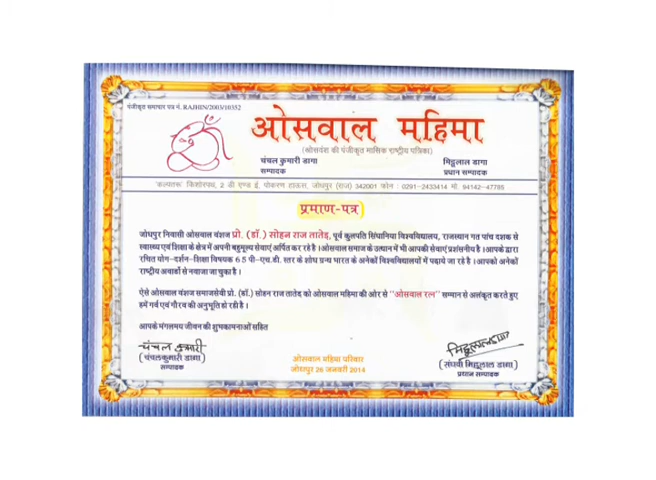 पंजीकृत समाचार पत्र नं. RAJHIN/2003/10352
ओसवाल महिमा
(ओसवंश की पंजीकृत मासिक राष्ट्रीय पत्रिका)
चंचल कुमारी डागा मिट्ठूलाल डागा
सम्पादक प्रधान सम्पादक
'कल्पतरू' किशोरपथ, 2 डी एण्ड ई, पोकरण हाऊस, जोधपुर (राज) 342001 फोन : 0291-2433414 मो. 94142-47785
प्रमाण-पत्र
जोधपुर निवासी ओसवाल वंशज प्रो. (डॉ.) सोहन राज तातेड़, पूर्व कुलपति सिंघानिया विश्वविद्यालय, राजस्थान गत पांच दशक से
स्वास्थ्य एवं शिक्षा के क्षेत्र में अपनी बहुमूल्य सेवाएं अर्पित कर रहे है । ओसवाल समाज के उत्थान में भी आपकी सेवाएं प्रशंसनीय है । आपके द्वारा
रचित योग-दर्शन-शिक्षा विषयक 65 पी-एच.डी. स्तर के शोध ग्रन्थ भारत के अनेकों विश्वविद्यालयों में पढ़ाये जा रहे है । आपको अनेकों
राष्ट्रीय अवार्डो से नवाजा जा चुका है ।
ऐसे ओसवाल वंशज समाजसेवी प्रो. (डॉ.) सोहन राज तातेड़ को ओसवाल महिमा की ओर से "ओसवाल रत्न" सम्मान से अलंकृत करते हुए
हमें गर्व एवं गौरव की अनुभूति हो रही है ।
आपके मंगलमय जीवन की शुभकामनाओं सहित
चंचल कुमारी मिट्ठूलाल डागा
(चंचलकुमारी डागा) ओसवाल महिमा परिवार (संघवी मिट्ठूलाल डागा)
सम्पादक जोधपुर 26 जनवरी 2014 प्रधान सम्पादक